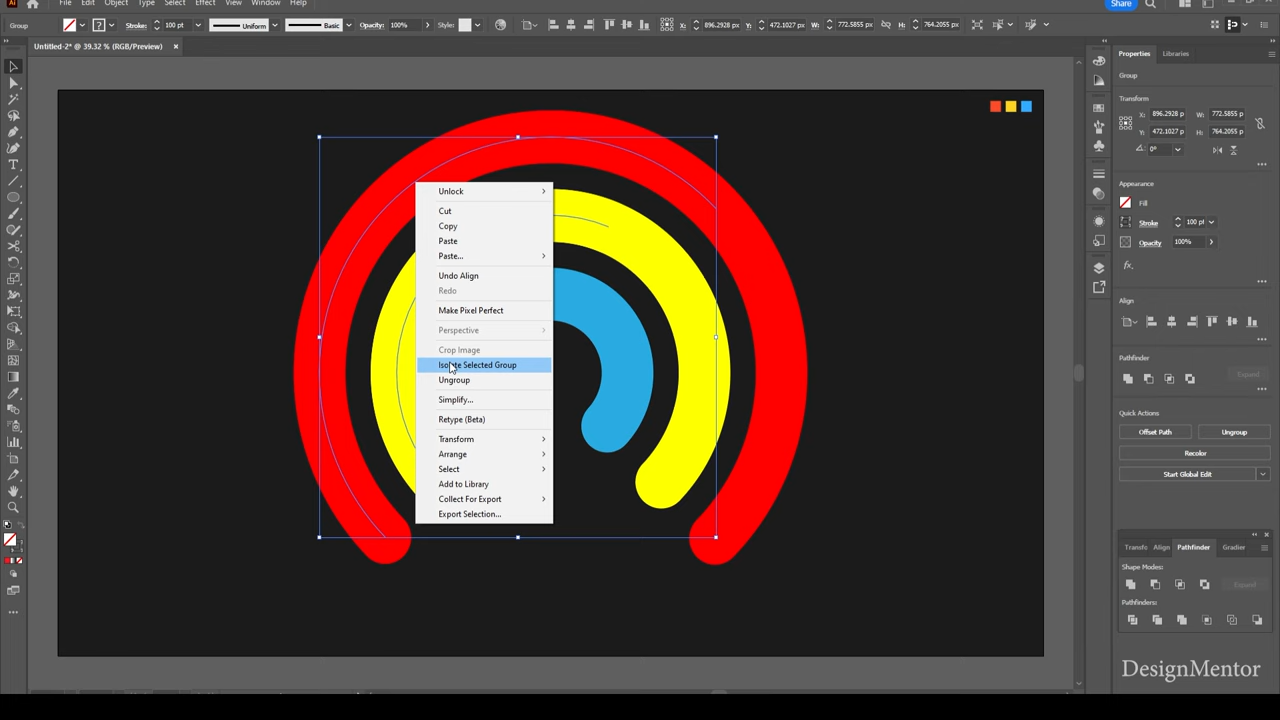 Ai File Edit Object Type Select Effect View Window Help Share
Group Stroke: 100 pt Uniform Basic Opacity: 100% Style: X: 896.2928 px Y: 472.1027 px W: 772.5855 px H: 764.2055 px
Untitled-2* @ 39.32 % (RGB/Preview) ×
Properties Libraries
Group
Transform
X: 896.2928 p W: 772.5855 p
Y: 472.1027 p H: 764.2055 p
0°
Appearance
Fill
Stroke 100 pt
Opacity 100%
fx.
Align
Pathfinder
Expand
Quick Actions
Offset Path Ungroup
Recolor
Start Global Edit
Transfc Align Pathfinder Gradier
Shape Modes:
Expand
Pathfinders:
Unlock
Cut
Copy
Paste
Paste...
Undo Align
Redo
Make Pixel Perfect
Perspective
Crop Image
Isolate Selected Group
Ungroup
Simplify...
Retype (Beta)
Transform
Arrange
Select
Add to Library
Collect For Export
Export Selection...
DesignMentor